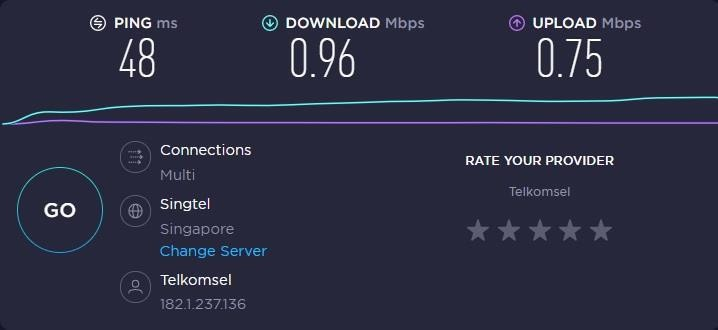 PING ms
DOWNLOAD Mbps
UPLOAD Mbps
48
0.96
0.75
Connections
Multi
Singtel
Singapore
Change Server
Telkomsel
182.1.237.136
GO
RATE YOUR PROVIDER
Telkomsel